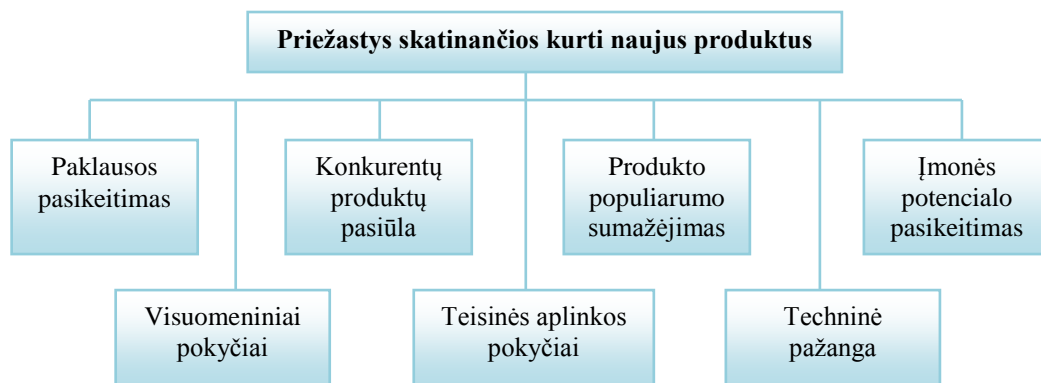 Priežastys skatinančios kurti naujus produktus
Paklausos
pasikeitimas
Konkurentų
produktų
pasiūla
Produkto
populiarumo
sumažėjimas
Įmonės
potencialo
pasikeitimas
Visuomeniniai
pokyčiai
Teisinės aplinkos
pokyčiai
Techninė
pažanga